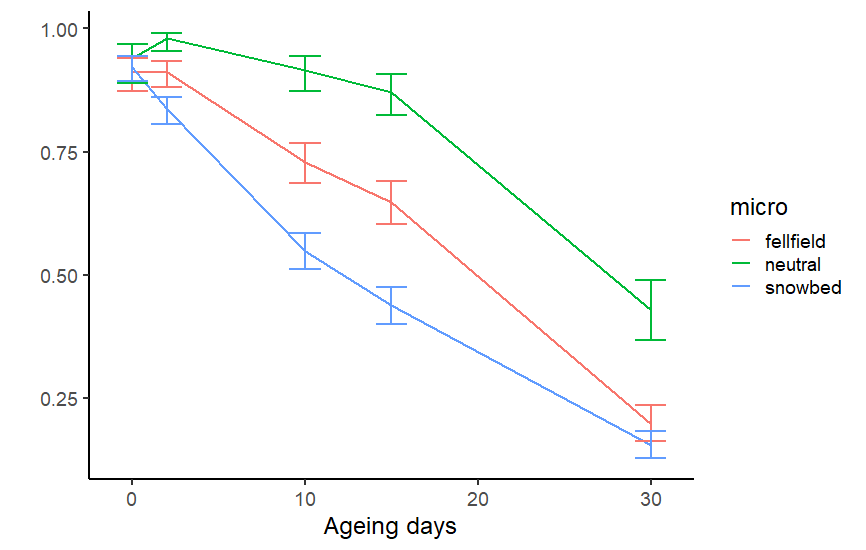 1.00
0.75
0.50
0.25
0 10 20 30
Ageing days
micro
fellfield
neutral
snowbed